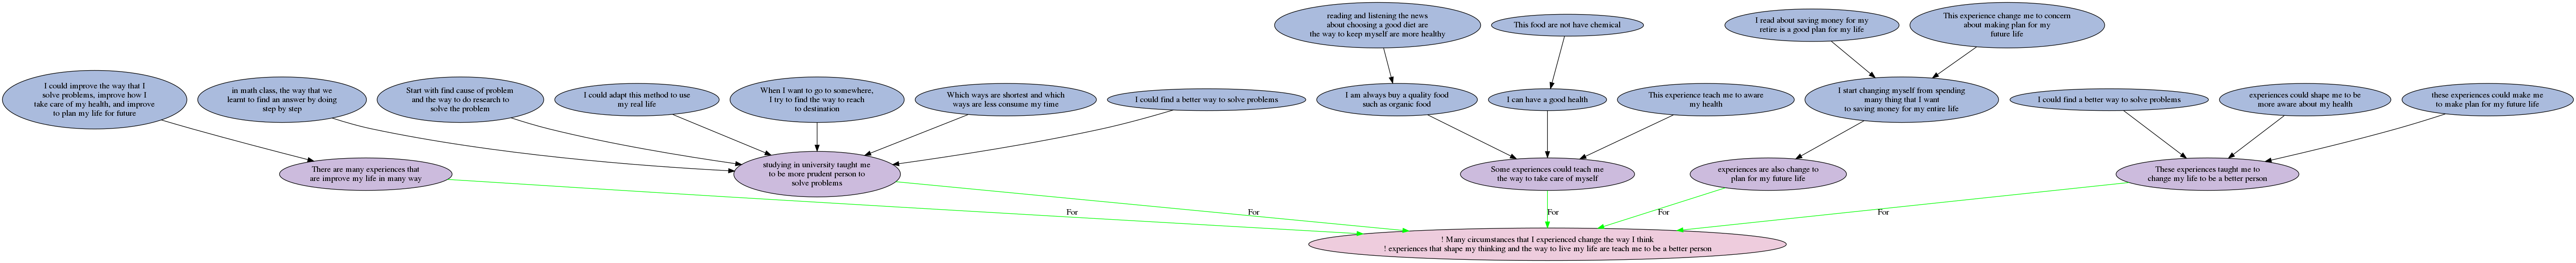 reading and listening the news
about choosing a good diet are
the way to keep myself are more healthy
This food are not have chemical
I read about saving money for my
retire is a good plan for my life
This experience change me to concern
about making plan for my
future life
I could improve the way that I
solve problems, improve how I
take care of my health, and improve
to plan my life for future
in math class, the way that we
learnt to find an answer by doing
step by step
Start with find cause of problem
and the way to do research to
solve the problem
I could adapt this method to use
my real life
When I want to go to somewhere,
I try to find the way to reach
to destination
Which ways are shortest and which
ways are less consume my time
I could find a better way to solve problems
I am always buy a quality food
such as organic food
I can have a good health
This experience teach me to aware
my health
I start changing myself from spending
many thing that I want
to saving money for my entire life
I could find a better way to solve problems
experiences could shape me to be
more aware about my health
these experiences could make me
to make plan for my future life
There are many experiences that
are improve my life in many way
studying in university taught me
to be more prudent person to
solve problems
Some experiences could teach me
the way to take care of myself
experiences are also change to
plan for my future life
These experiences taught me to
change my life to be a better person
For
For
For
For
For
! Many circumstances that I experienced change the way I think
! experiences that shape my thinking and the way to live my life are teach me to be a better person